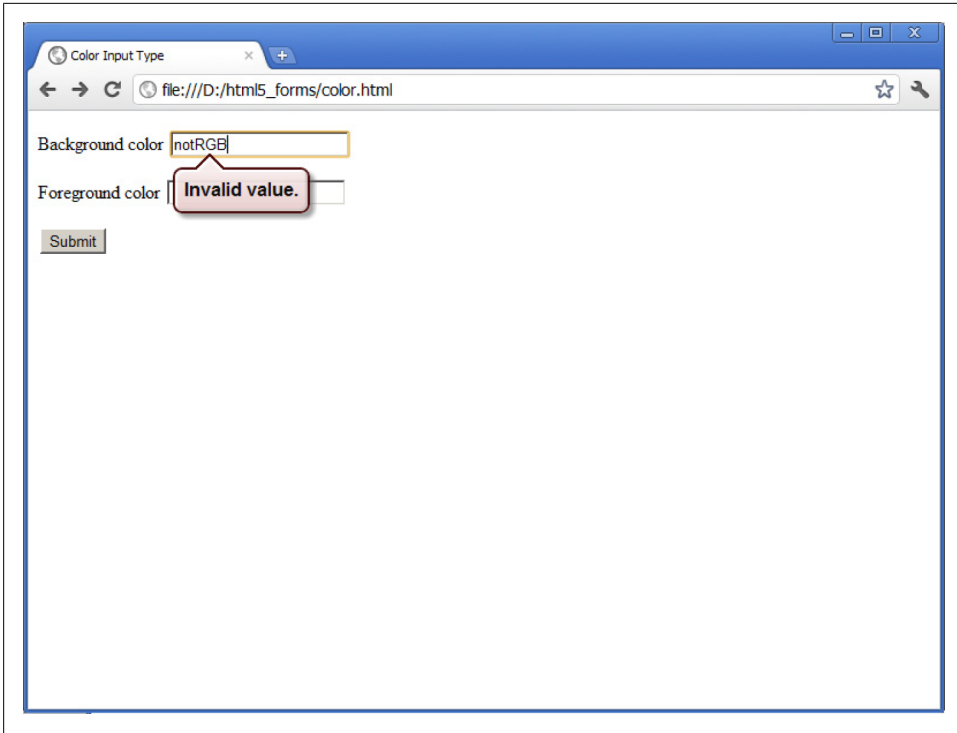 Color Input Type
file:///D:/html5_forms/color.html
Background color notRGB
Invalid value.
Foreground color
Submit